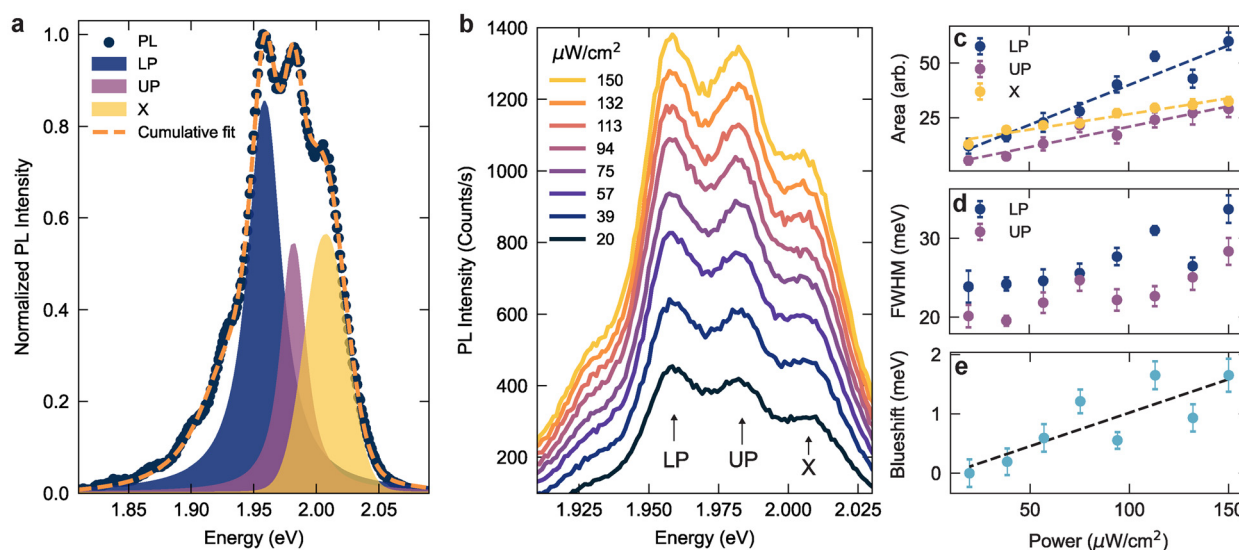 a
1.0
0.8
0.6
0.4
0.2
0.0
Normalized PL Intensity
PL
LP
UP
X
Cumulative fit
1.85
1.90
1.95
2.00
2.05
Energy (eV)
b
1400
1200
1000
800
600
400
200
PL Intensity (Counts/s)
μW/cm²
150
132
113
94
75
57
39
20
LP
UP
X
1.925
1.950
1.975
2.000
2.025
Energy (eV)
c
LP
UP
X
50
25
Area (arb.)
d
LP
UP
30
20
FWHM (meV)
e
2
1
0
Blueshift (meV)
50
100
150
Power (μW/cm²)